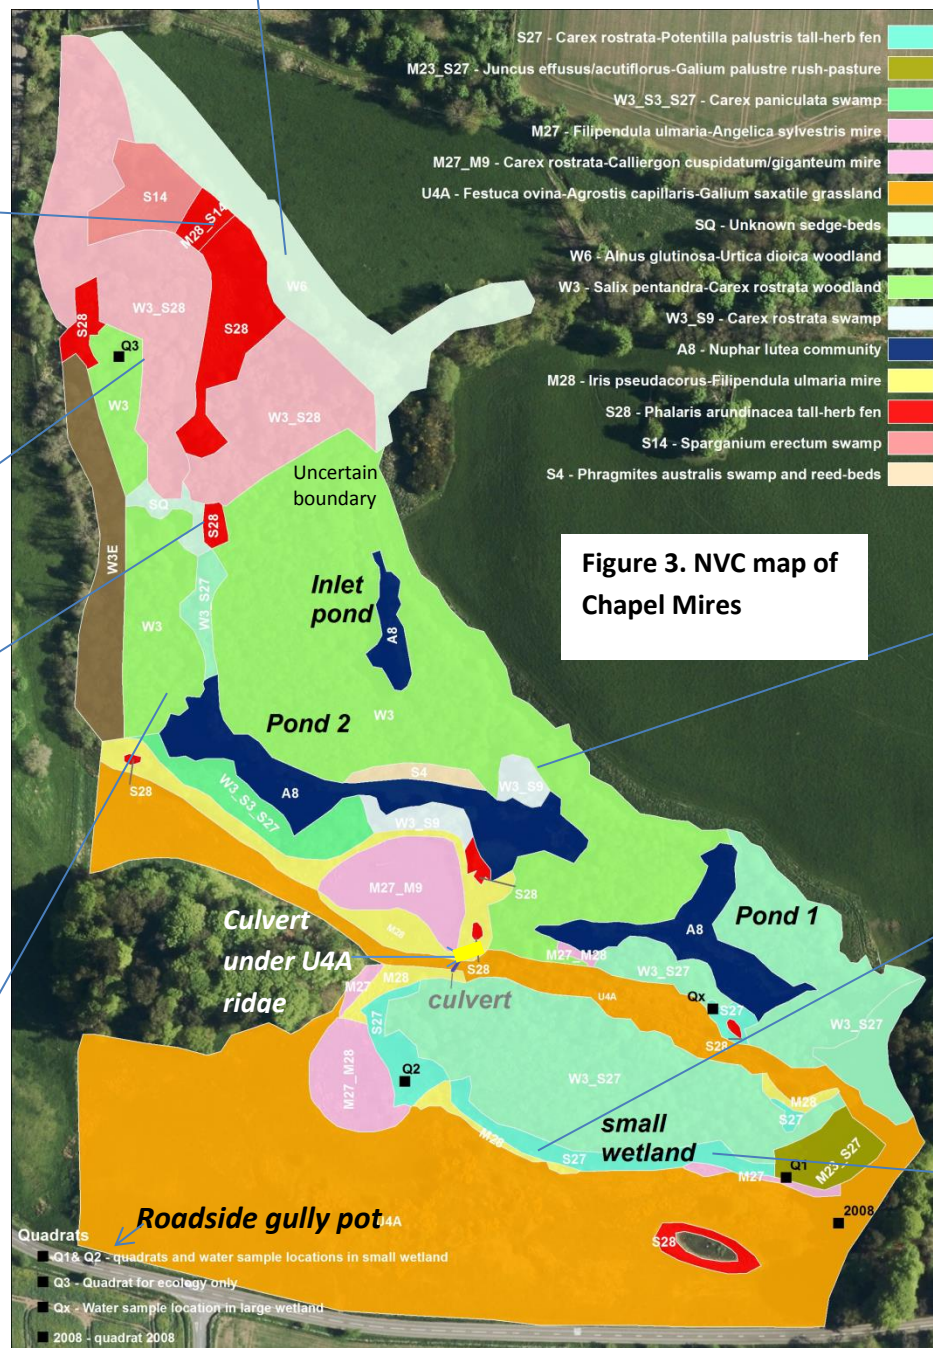 S27 - Carex rostrata-Potentilla palustris tall-herb fen
M23_S27 - Juncus effusus/acutiflorus-Galium palustre rush-pasture
W3_S3_S27 - Carex paniculata swamp
M27 - Filipendula ulmaria-Angelica sylvestris mire
M27_M9 - Carex rostrata-Calliergon cuspidatum/giganteum mire
U4A - Festuca ovina-Agrostis capillaris-Galium saxatile grassland
SQ - Unknown sedge-beds
W6 - Alnus glutinosa-Urtica dioica woodland
W3 - Salix pentandra-Carex rostrata woodland
W3_S9 - Carex rostrata swamp
A8 - Nuphar lutea community
M28 - Iris pseudacorus-Filipendula ulmaria mire
S28 - Phalaris arundinacea tall-herb fen
S14 - Sparganium erectum swamp
S4 - Phragmites australis swamp and reed-beds
S14
M28_S14
W6
W3_S28
S28
S28
Q3
W3
W3_S28
Uncertain
boundary
SQ
S28
Figure 3. NVC map of
Chapel Mires
W3E
W3_S27
Inlet
pond
A8
W3
W3
Pond 2
S4
W3_S9
S28
A8
W3_S3_S27
W3_S9
M27_M9
S28
A8
Pond 1
M28
Culvert
under U4A
ridge
M27_M28
W3_S27
S28
M28
M27
culvert
U4A
Qx
S27
S28
W3_S27
S27
M27_M28
Q2
W3_S27
M28
S27
small
wetland
M28
S27
M27
Q1
M23_S27
2008
Roadside gully pot
U4A
S28
Quadrats
Q1& Q2 - quadrats and water sample locations in small wetland
Q3 - Quadrat for ecology only
Qx - Water sample location in large wetland
2008 - quadrat 2008